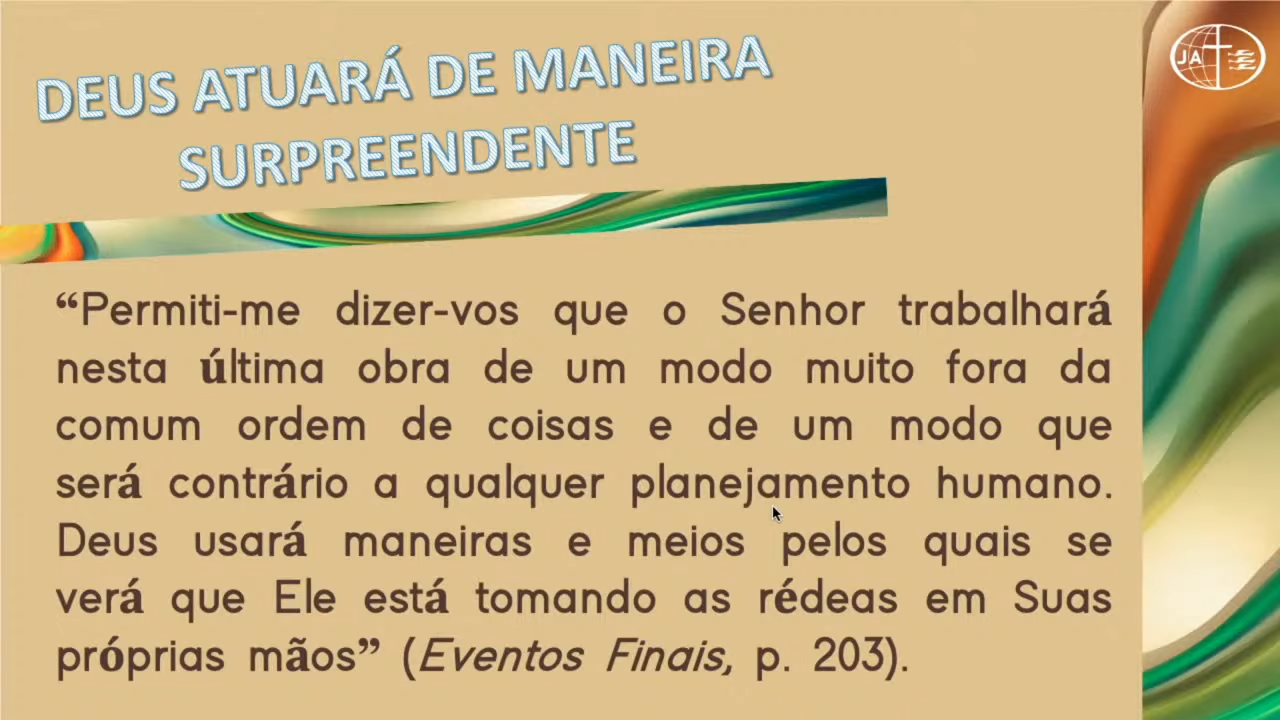 DEUS ATUARÁ DE MANEIRA
SURPREENDENTE
JA
“Permiti-me dizer-vos que o Senhor trabalhará
nesta última obra de um modo muito fora da
comum ordem de coisas e de um modo que
será contrário a qualquer planejamento humano.
Deus usará maneiras e meios pelos quais se
verá que Ele está tomando as rédeas em Suas
próprias mãos” (Eventos Finais, p. 203).